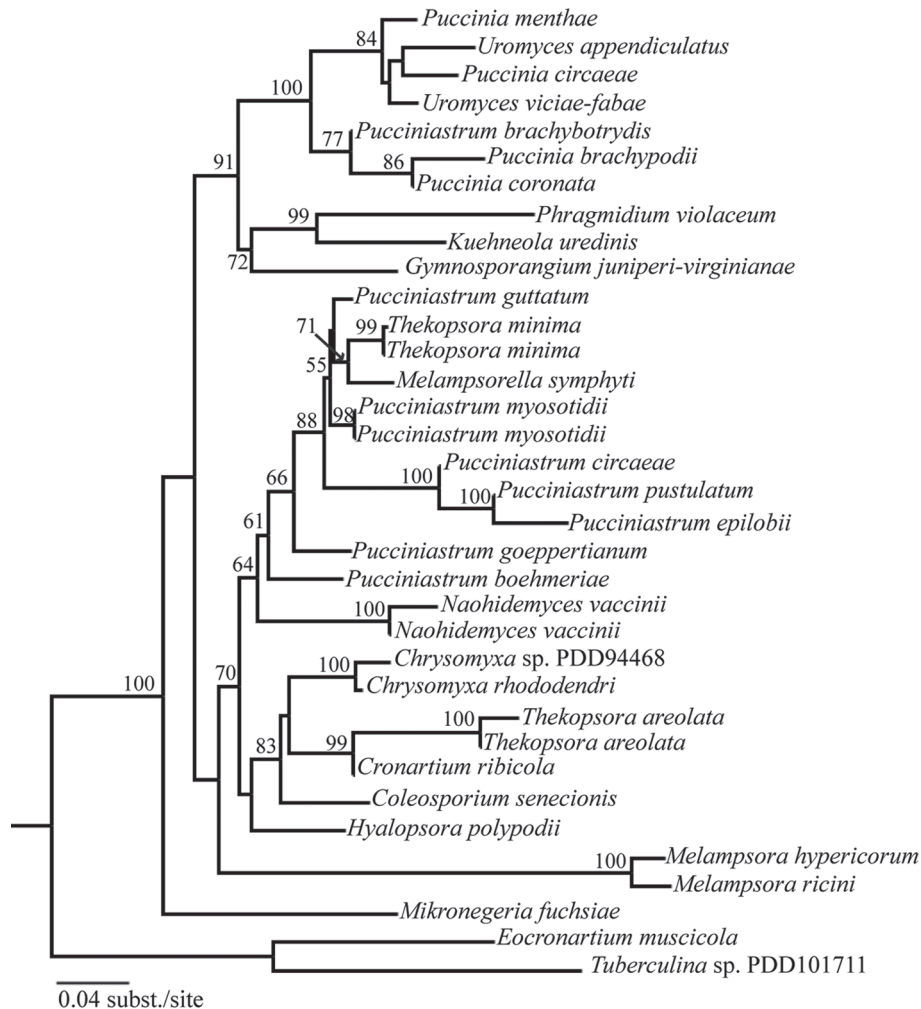 Puccinia menthae
84
Uromyces appendiculatus
Puccinia circaeae
100
Uromyces viciae-fabae
77
Pucciniastrum brachybotrydis
86
Puccinia brachypodii
91
Puccinia coronata
99
Phragmidium violaceum
Kuehneola uredinis
72
Gymnosporangium juniperi-virginianae
Pucciniastrum guttatum
71
99
Thekopsora minima
Thekopsora minima
55
Melampsorella symphyti
98
Pucciniastrum myosotidii
88
Pucciniastrum myosotidii
100
Pucciniastrum circaeae
66
100
Pucciniastrum pustulatum
61
Pucciniastrum epilobii
Pucciniastrum goeppertianum
64
Pucciniastrum boehmeriae
100
Naohidemyces vaccinii
Naohidemyces vaccinii
100
Chrysomyxa sp. PDD94468
70
Chrysomyxa rhododendri
100
100
Thekopsora areolata
83
99
Thekopsora areolata
Cronartium ribicola
Coleosporium senecionis
Hyalopsora polypodii
100
Melampsora hypericorum
Melampsora ricini
Mikronegeria fuchsiae
Eocronartium muscicola
Tuberculina sp. PDD101711
0.04 subst./site